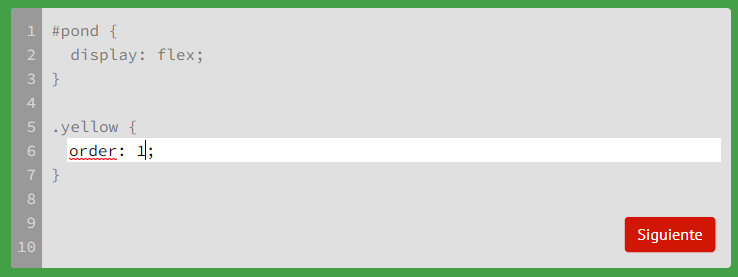 1 #pond {
2 display: flex;
3 }
4
5 .yellow {
6 order: 1;
7 }
8
9
10
Siguiente